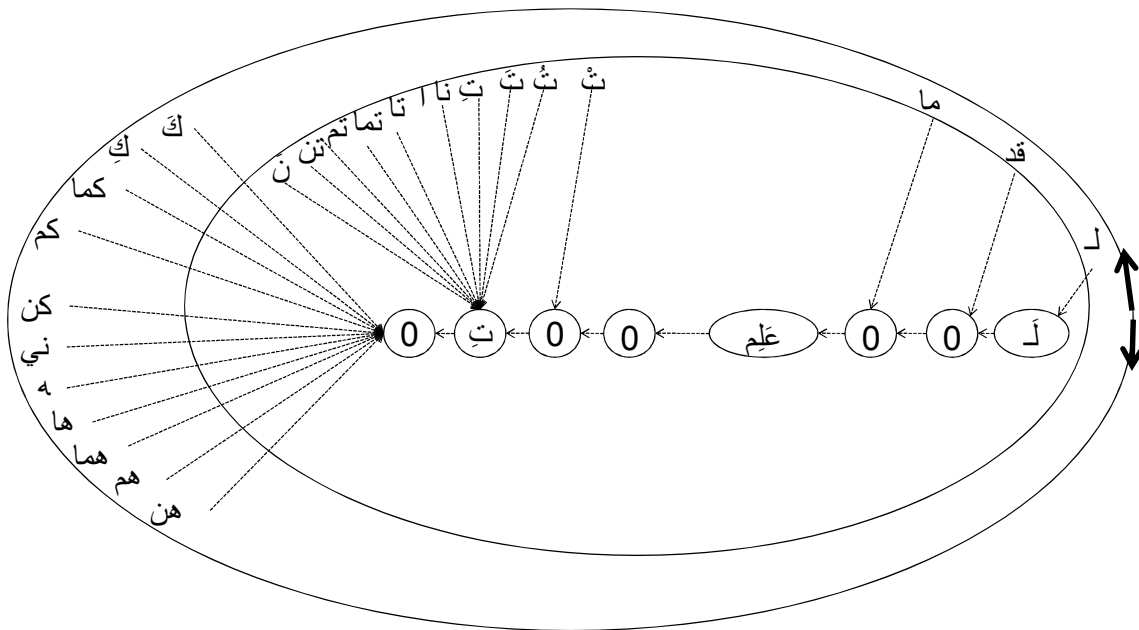 لـ
قد
ما
تْ
تُ
تَ
تِ
نا
ا
تا
تما
تم
تن
نَ
كَ
كِ
كما
كم
كن
ني
ه
ها
هما
هم
هن
لَـ 0 0 عَلِم 0 0 تِ 0